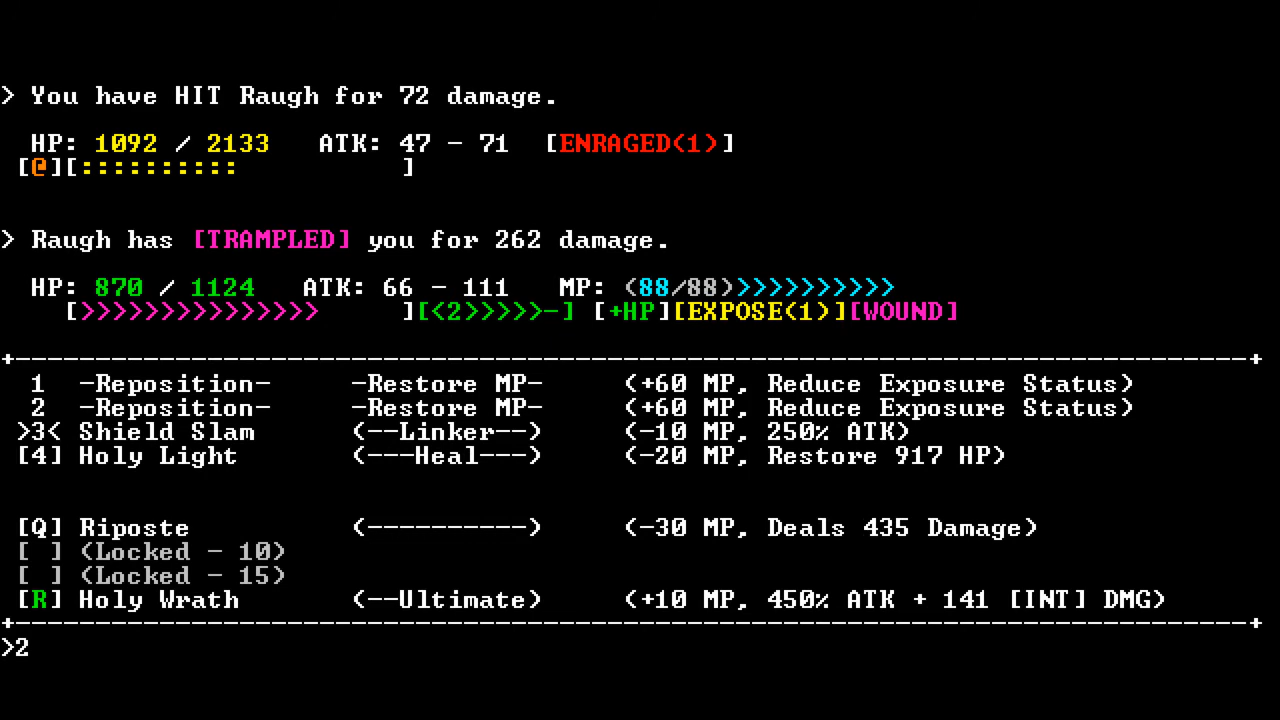 > You have HIT Raugh for 72 damage.
HP: 1092 / 2133   ATK: 47 - 71   [ENRAGED(1)]
[@][::::::::::          ]
> Raugh has [TRAMPLED] you for 262 damage.
HP: 870 / 1124   ATK: 66 - 111   MP: (88/88)>>>>>>>>>>
[>>>>>>>>>>>>>>>     ][(<2>>>>>-] [+HP][EXPOSE(1)][WOUND]
+------------------------------------------------------------------------------+
1  -Reposition-     -Restore MP-     (+60 MP, Reduce Exposure Status)
2  -Reposition-     -Restore MP-     (+60 MP, Reduce Exposure Status)
>3< Shield Slam      (--Linker--)     (-10 MP, 250% ATK)
[4] Holy Light       (---Heal---)     (-20 MP, Restore 917 HP)
[Q] Riposte          (----------)     (-30 MP, Deals 435 Damage)
[ ] (Locked - 10)
[ ] (Locked - 15)
[R] Holy Wrath       (--Ultimate)     (+10 MP, 450% ATK + 141 [INT] DMG)
+------------------------------------------------------------------------------+
>2